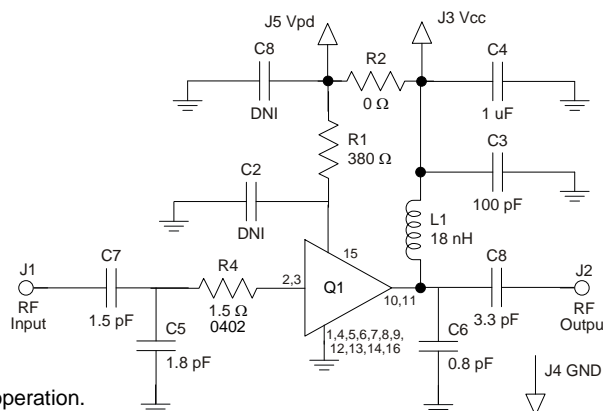 J5 Vpd
J3 Vcc
C8
DNI
R2
0 Ω
C4
1 uF
R1
380 Ω
C2
DNI
C3
100 pF
L1
18 nH
15
J1
RF
Input
C7
1.5 pF
R4
1.5 Ω
0402
2,3
Q1
10,11
C8
3.3 pF
J2
RF
Outpu
C5
1.8 pF
1,4,5,6,7,8,9,
12,13,14,16
C6
0.8 pF
J4 GND
operation.